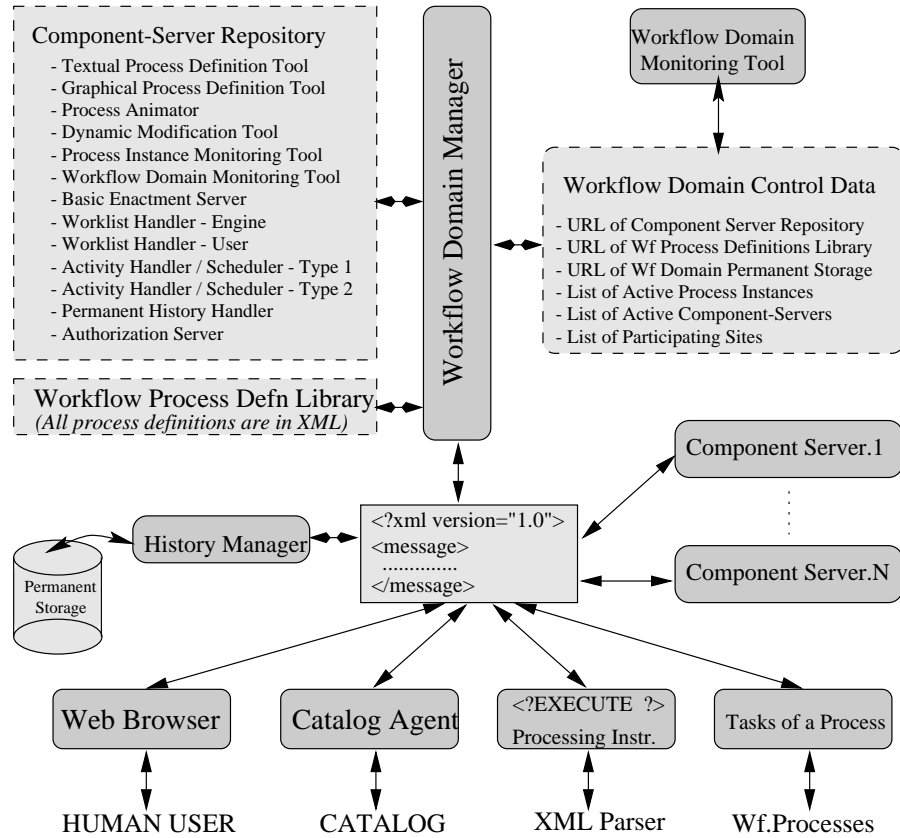 Component-Server Repository
- Textual Process Definition Tool
- Graphical Process Definition Tool
- Process Animator
- Dynamic Modification Tool
- Process Instance Monitoring Tool
- Workflow Domain Monitoring Tool
- Basic Enactment Server
- Worklist Handler - Engine
- Worklist Handler - User
- Activity Handler / Scheduler - Type 1
- Activity Handler / Scheduler - Type 2
- Permanent History Handler
- Authorization Server
Workflow Process Defn Library
(All process definitions are in XML)
Workflow Domain Manager
Workflow Domain
Monitoring Tool
Workflow Domain Control Data
- URL of Component Server Repository
- URL of Wf Process Definitions Library
- URL of Wf Domain Permanent Storage
- List of Active Process Instances
- List of Active Component-Servers
- List of Participating Sites
Component Server.1
Component Server.N
<?xml version="1.0">
<message>
..............
</message>
History Manager
Permanent
Storage
Web Browser
Catalog Agent
<?EXECUTE ?>
Processing Instr.
Tasks of a Process
HUMAN USER
CATALOG
XML Parser
Wf.Processes